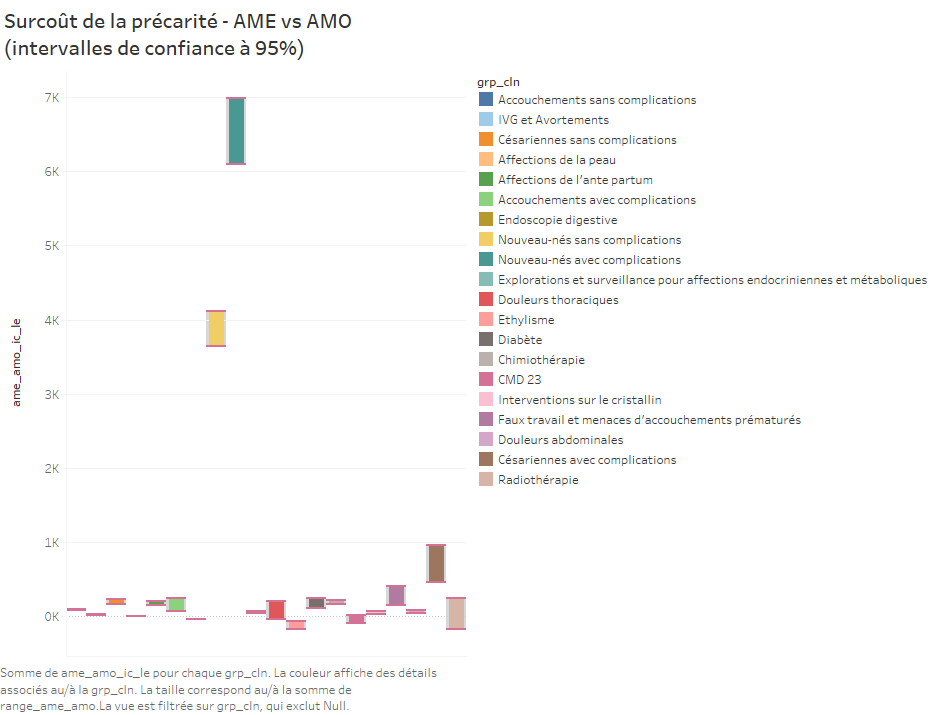 Surcoût de la précarité - AME vs AMO
(intervalles de confiance à 95%)
grp_cln
Accouchements sans complications
IVG et Avortements
Césariennes sans complications
Affections de la peau
Affections de l'ante partum
Accouchements avec complications
Endoscopie digestive
Nouveau-nés sans complications
Nouveau-nés avec complications
Explorations et surveillance pour affections endocriniennes et métaboliques
Douleurs thoraciques
Ethylisme
Diabète
Chimiothérapie
CMD 23
Interventions sur le cristallin
Faux travail et menaces d'accouchements prématurés
Douleurs abdominales
Césariennes avec complications
Radiothérapie
7K
6K
5K
4K
3K
2K
1K
0K
ame_amo_ic_le
Somme de ame_amo_ic_le pour chaque grp_cln. La couleur affiche des détails
associés au/à la grp_cln. La taille correspond au/à la somme de
range_ame_amo.La vue est filtrée sur grp_cln, qui exclut Null.